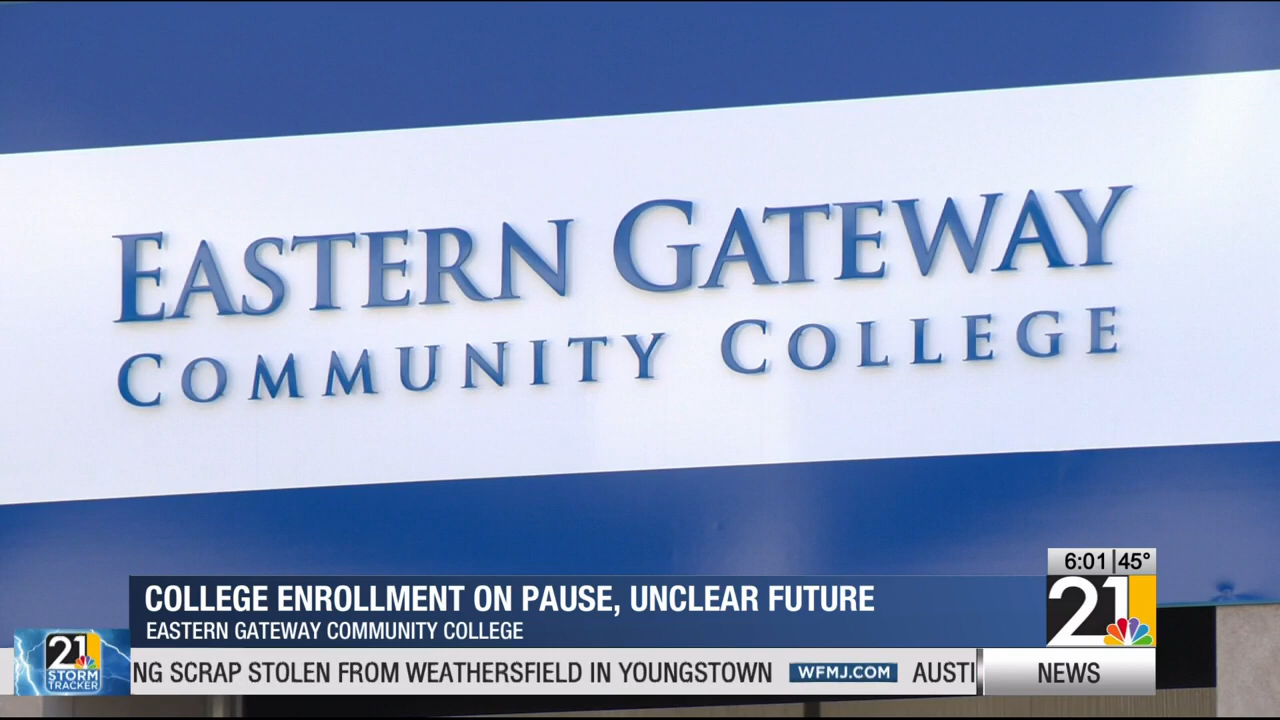 EASTERN GATEWAY
COMMUNITY COLLEGE
6:01 45°
21
COLLEGE ENROLLMENT ON PAUSE, UNCLEAR FUTURE
EASTERN GATEWAY COMMUNITY COLLEGE
21
STORM
TRACKER
NG SCRAP STOLEN FROM WEATHERSFIELD IN YOUNGSTOWN WFMJ.COM AUSTI
NEWS